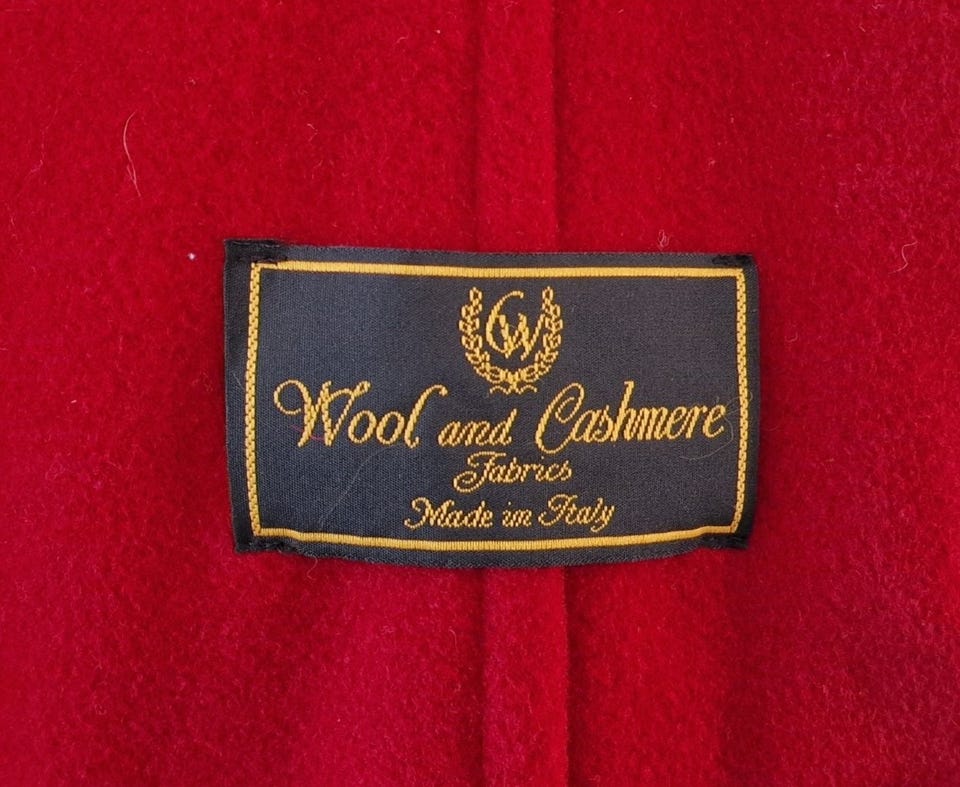 CW
Wool and Cashmere
Fabrics
Made in Italy